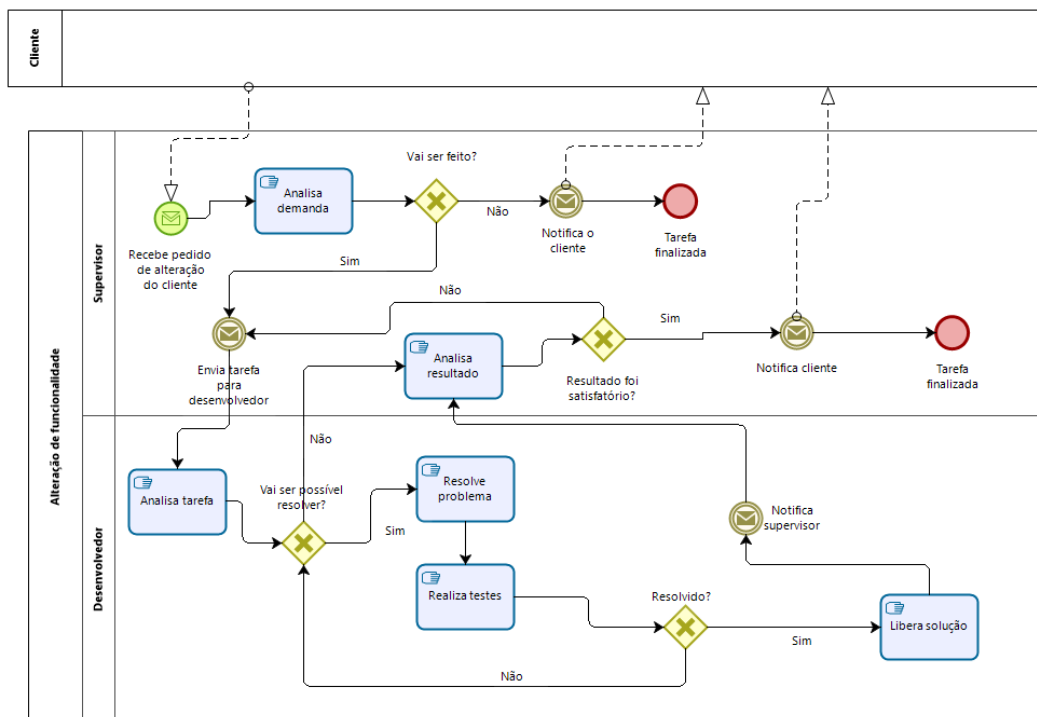 Cliente
Alteração de funcionalidade
Supervisor
Vai ser feito?
Analisa
demanda
Não
Recebe pedido
de alteração
do cliente
Notifica o
cliente
Tarefa
finalizada
Sim
Não
Sim
Envia tarefa
para
desenvolvedor
Analisa
resultado
Resultado foi
satisfatório?
Notifica cliente
Tarefa
finalizada
Desenvolvedor
Não
Analisa tarefa
Vai ser possível
resolver?
Sim
Resolve
problema
Notifica
supervisor
Realiza testes
Resolvido?
Sim
Libera solução
Não